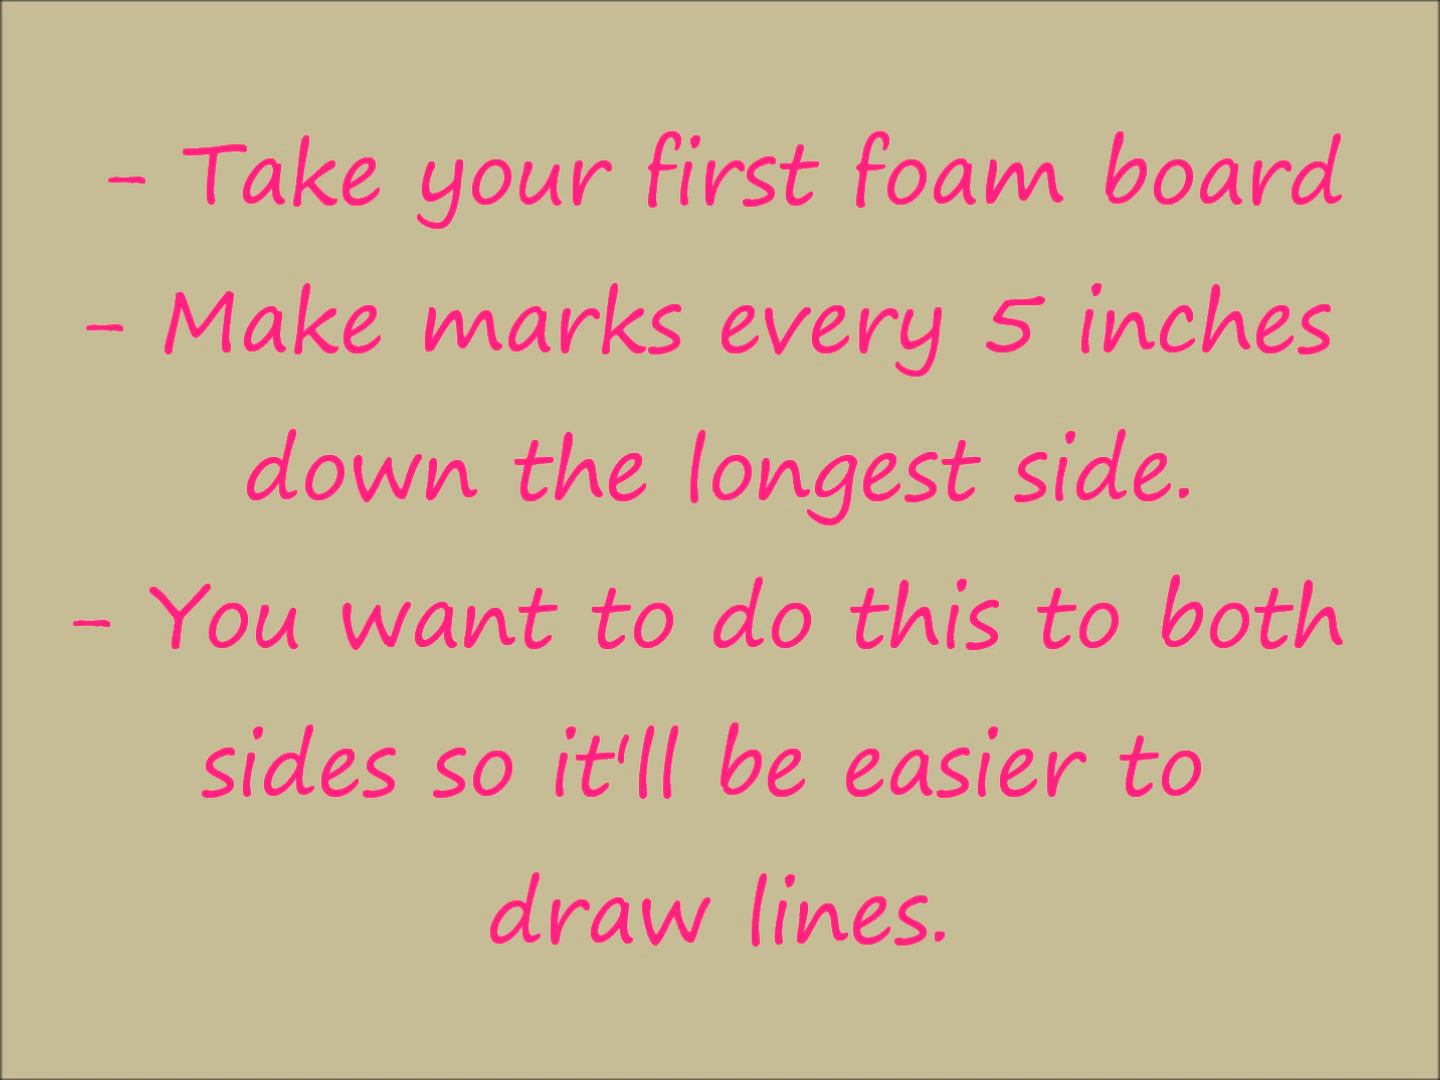 - Take your first foam board
- Make marks every 5 inches
down the longest side.
- You want to do this to both
sides so it'll be easier to
draw lines.